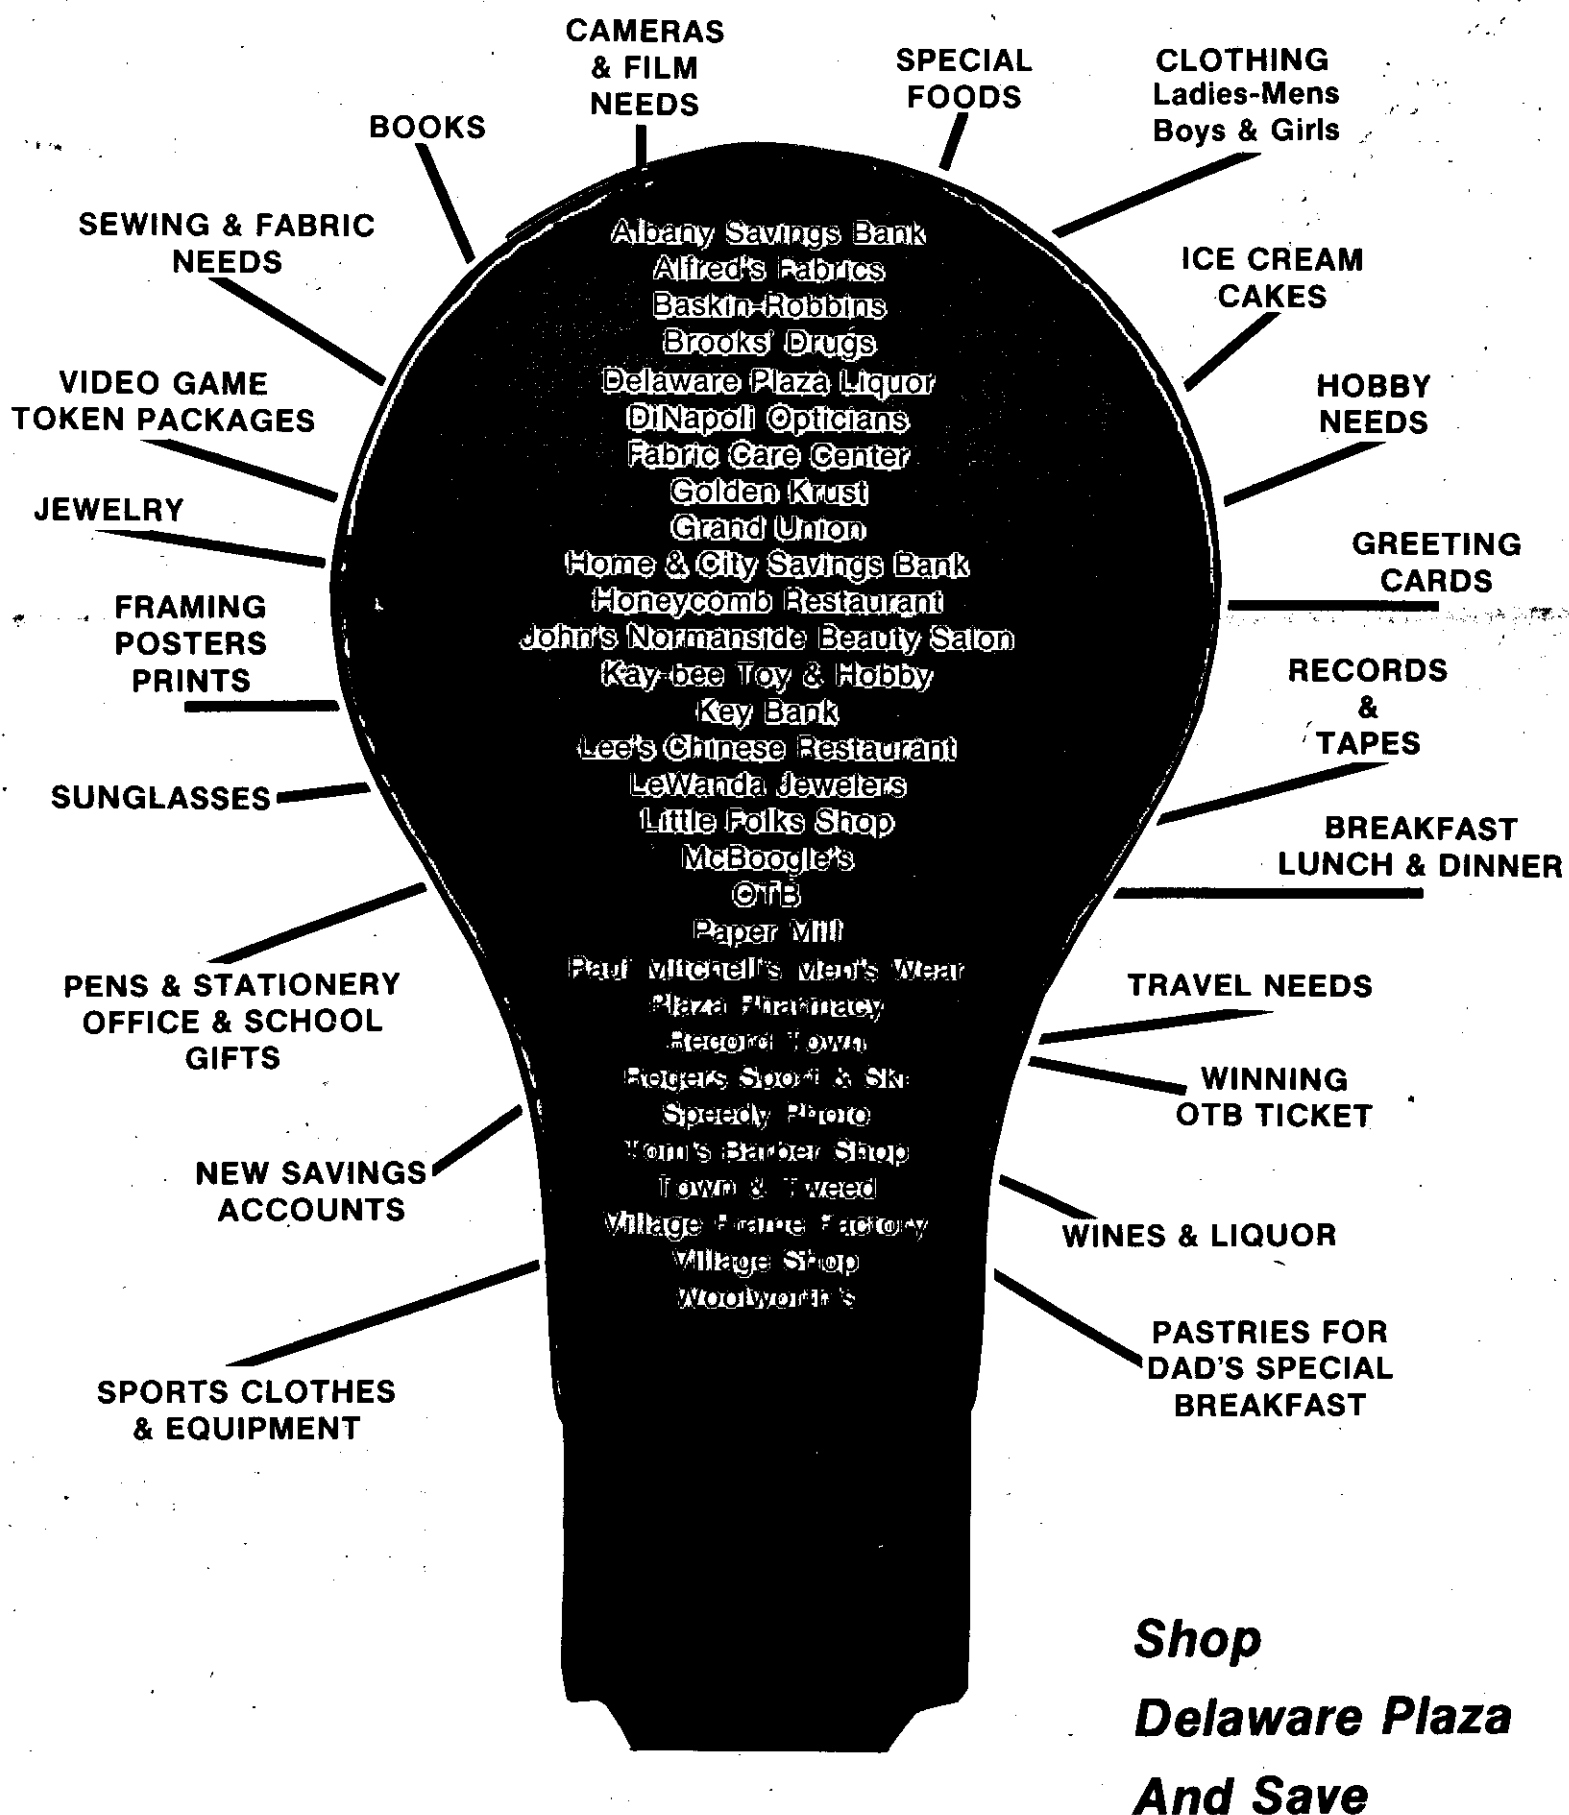 CAMERAS
& FILM
NEEDS
SPECIAL
FOODS
CLOTHING
Ladies-Mens
Boys & Girls
BOOKS
SEWING & FABRIC
NEEDS
ICE CREAM
CAKES
VIDEO GAME
TOKEN PACKAGES
HOBBY
NEEDS
JEWELRY
GREETING
CARDS
FRAMING
POSTERS
PRINTS
RECORDS
&
TAPES
SUNGLASSES
BREAKFAST
LUNCH & DINNER
PENS & STATIONERY
OFFICE & SCHOOL
GIFTS
TRAVEL NEEDS
WINNING
OTB TICKET
NEW SAVINGS
ACCOUNTS
WINES & LIQUOR
SPORTS CLOTHES
& EQUIPMENT
PASTRIES FOR
DAD'S SPECIAL
BREAKFAST
Albany Savings Bank
Alfred's Fabrics
Baskin-Robbins
Brooks' Drugs
Delaware Plaza Liquor
DiNapoli Opticians
Fabric Care Center
Golden Krust
Grand Union
Home & City Savings Bank
Honeycomb Restaurant
John's Normanside Beauty Salon
Kay-bee Toy & Hobby
Key Bank
Lee's Chinese Restaurant
LeWanda Jewelers
Little Folks Shop
McBoogle's
OTB
Paper Mill
Paul Mitchell's Men's Wear
Plaza Pharmacy
Record Town
Rogers Sport & Ski
Speedy Photo
Tom's Barber Shop
Town & Tweed
Village Frame Factory
Village Shop
Woolworth's
Shop
Delaware Plaza
And Save